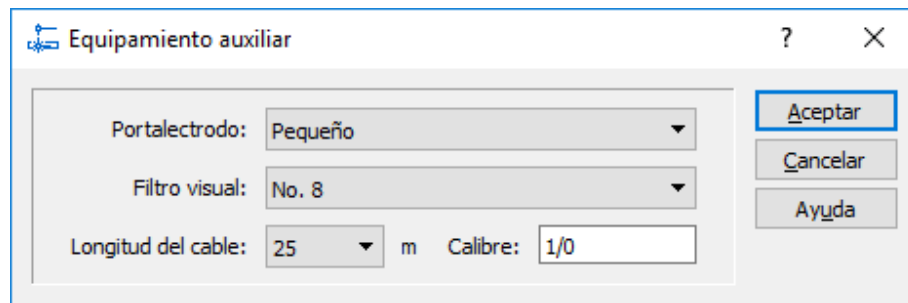 Equipamiento auxiliar ?
Portalectrodo: Pequeño
Filtro visual: No. 8
Longitud del cable: 25 m Calibre: 1/0
Aceptar
Cancelar
Ayuda